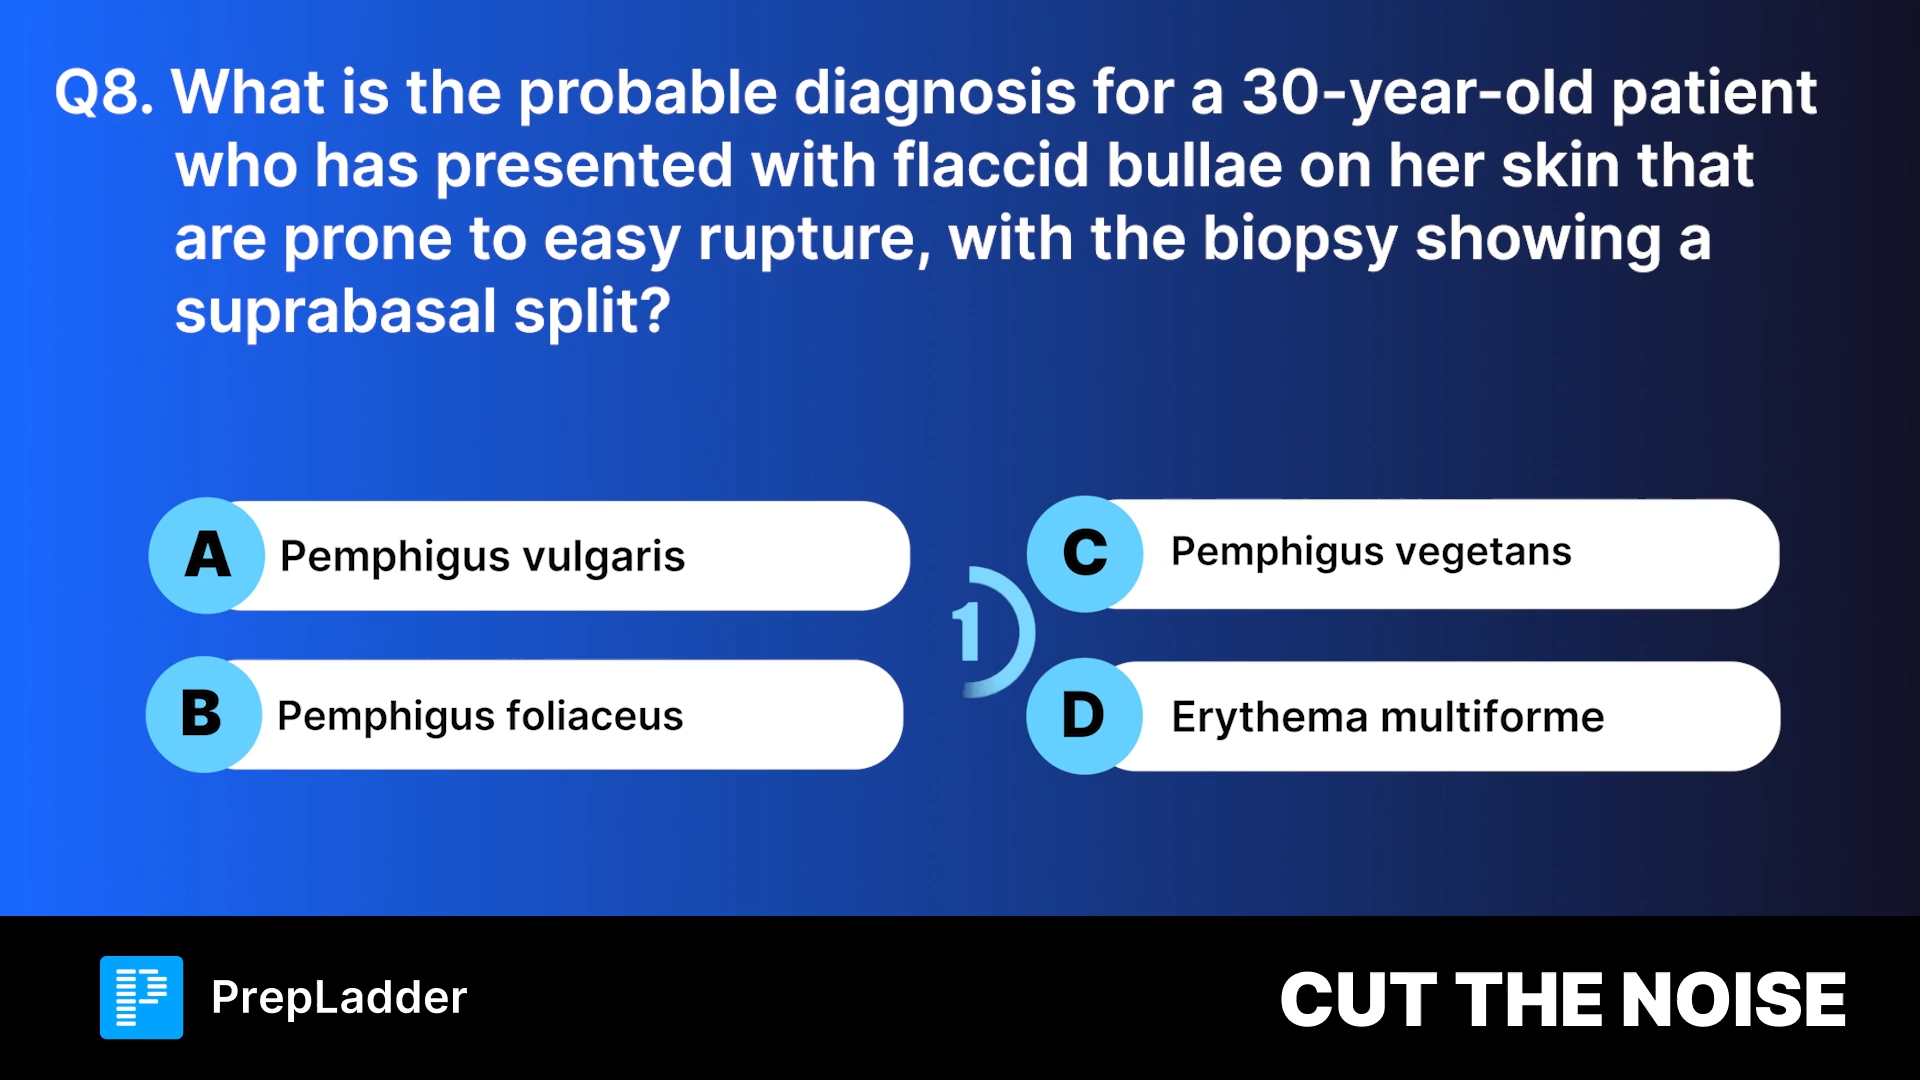 Q8. What is the probable diagnosis for a 30-year-old patient
who has presented with flaccid bullae on her skin that
are prone to easy rupture, with the biopsy showing a
suprabasal split?
A Pemphigus vulgaris
B Pemphigus foliaceus
1
C Pemphigus vegetans
D Erythema multiforme
PrepLadder
CUT THE NOISE